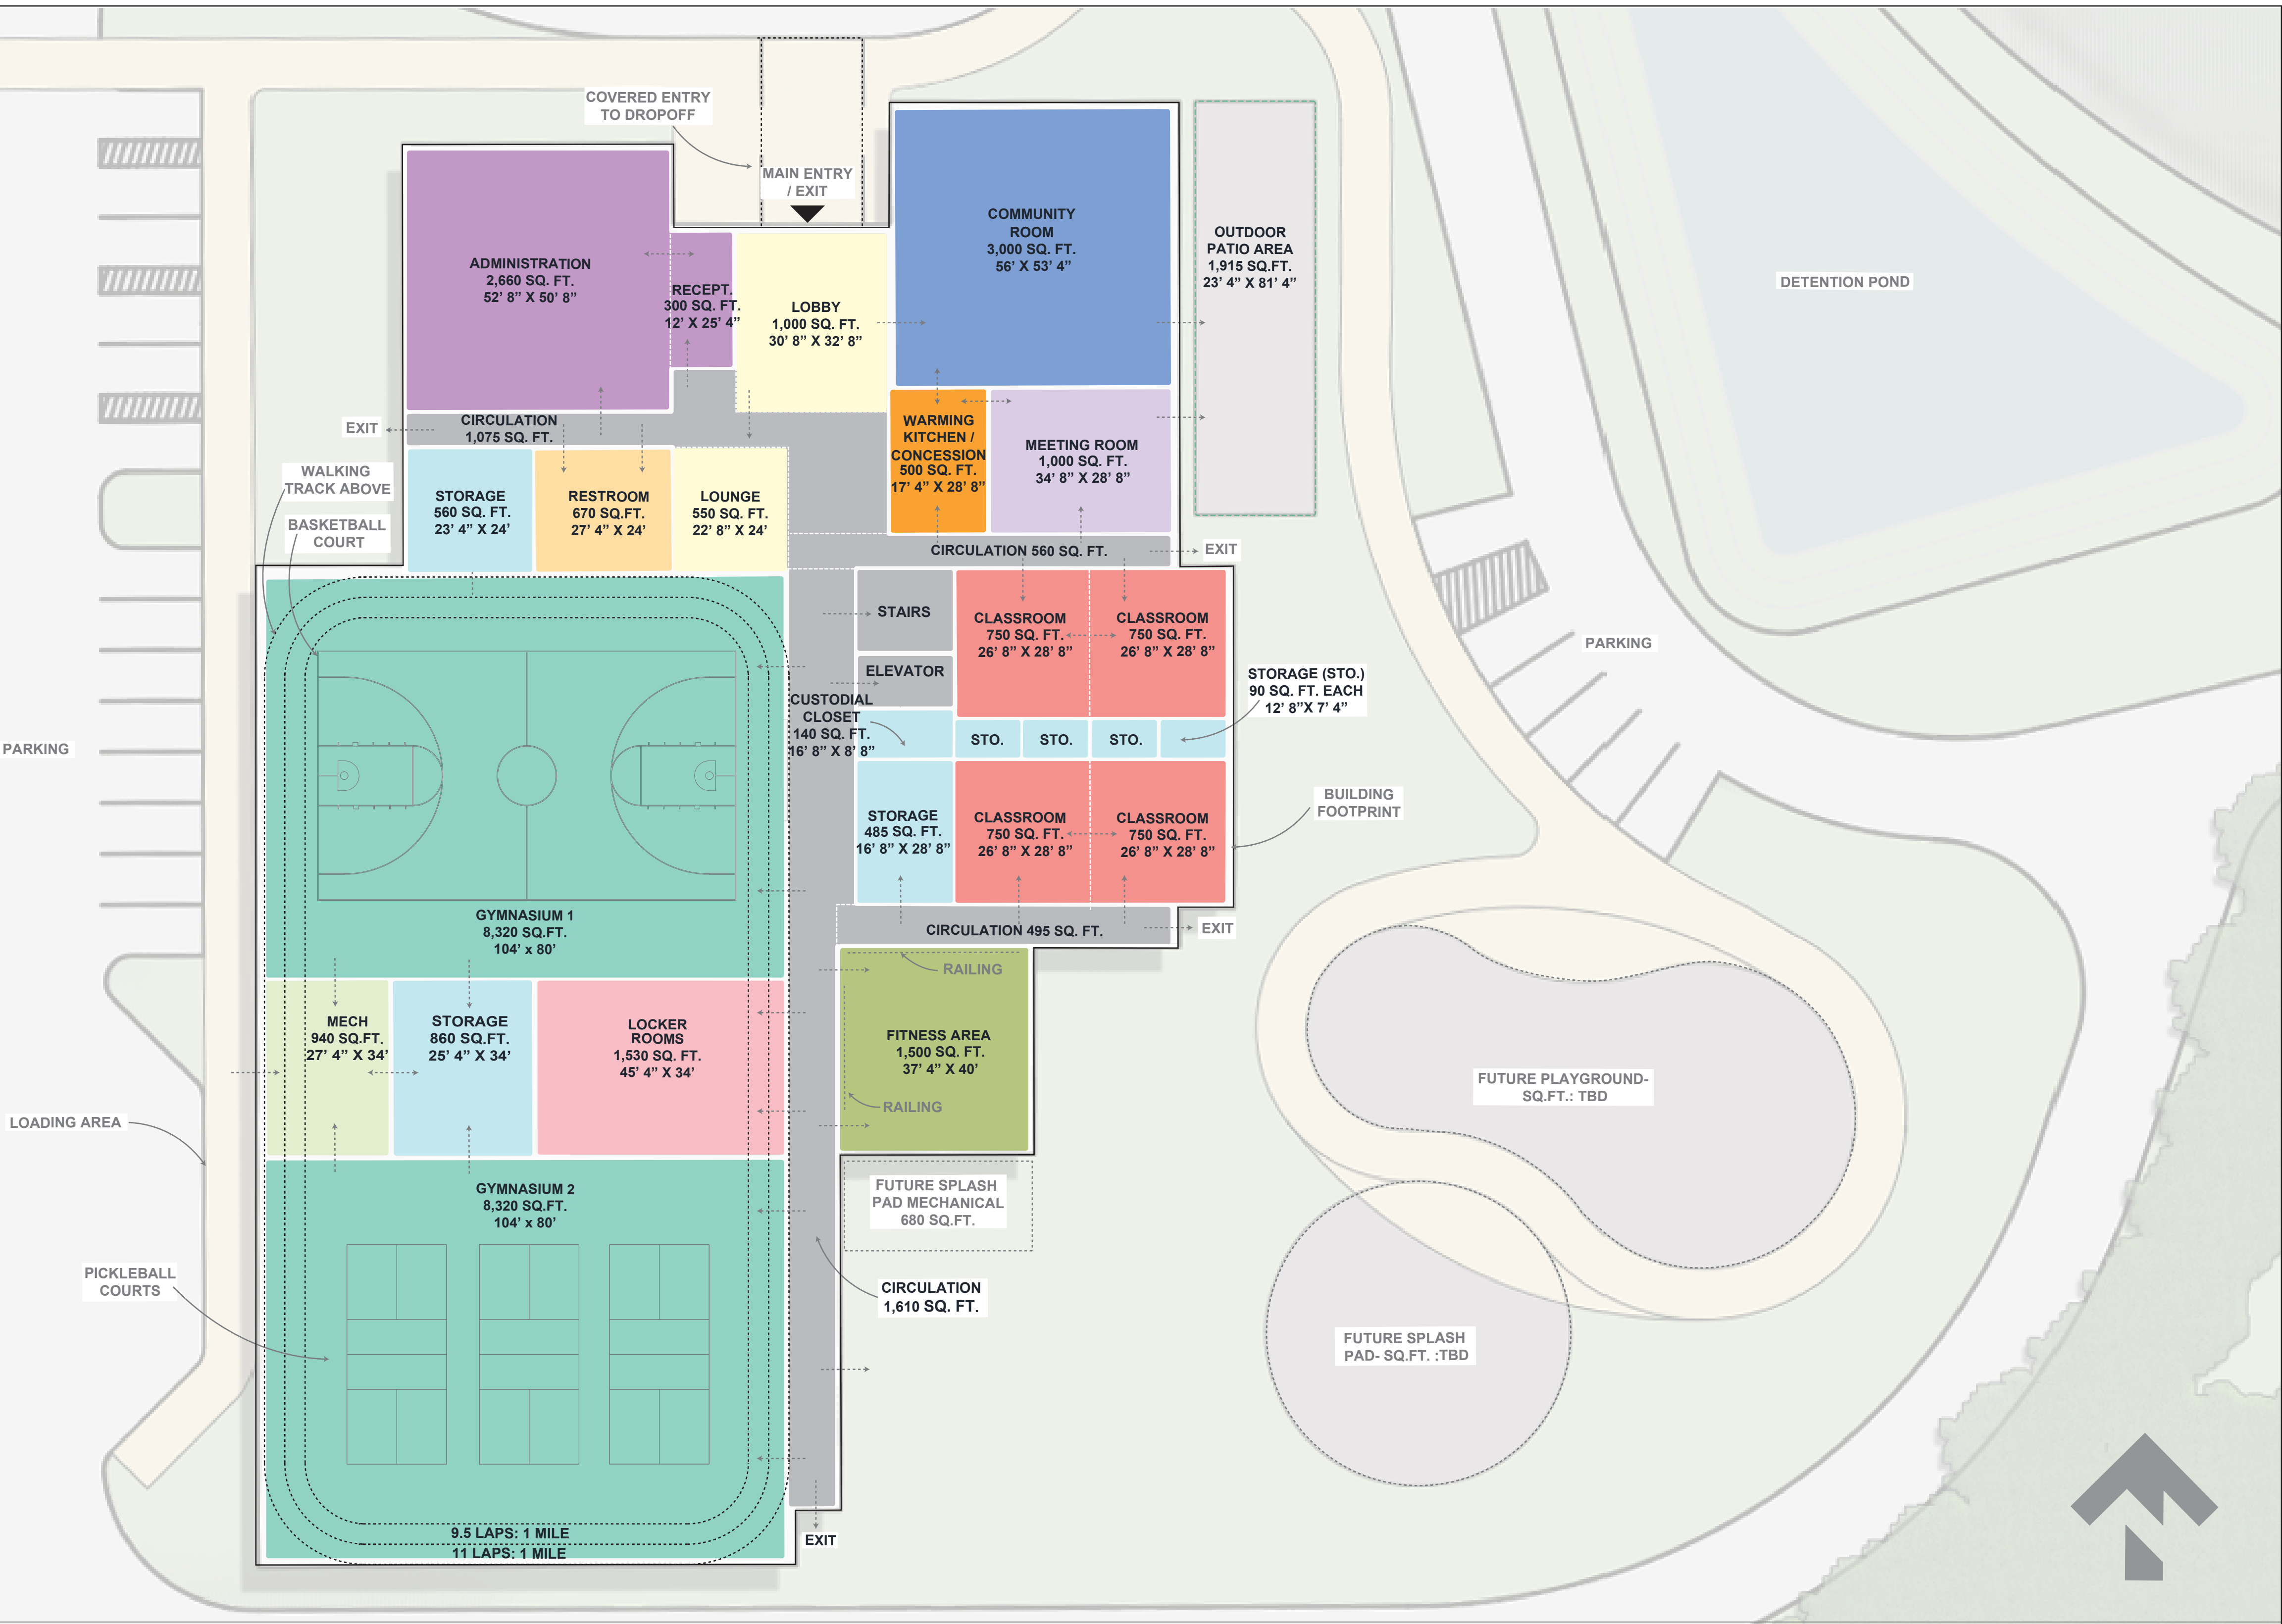 COVERED ENTRY
TO DROPOFF
MAIN ENTRY
/ EXIT
ADMINISTRATION
2,660 SQ. FT.
52’ 8” X 50’ 8”
RECEPT.
300 SQ. FT.
12’ X 25’ 4”
LOBBY
1,000 SQ. FT.
30’ 8” X 32’ 8”
COMMUNITY
ROOM
3,000 SQ. FT.
56’ X 53’ 4”
OUTDOOR
PATIO AREA
1,915 SQ.FT.
23’ 4” X 81’ 4”
DETENTION POND
EXIT
CIRCULATION
1,075 SQ. FT.
WARMING
KITCHEN /
CONCESSION
500 SQ. FT.
17’ 4” X 28’ 8”
MEETING ROOM
1,000 SQ. FT.
34’ 8” X 28’ 8”
WALKING
TRACK ABOVE
BASKETBALL
COURT
STORAGE
560 SQ. FT.
23’ 4” X 24’
RESTROOM
670 SQ.FT.
27’ 4” X 24’
LOUNGE
550 SQ. FT.
22’ 8” X 24’
CIRCULATION 560 SQ. FT.
EXIT
STAIRS
CLASSROOM
750 SQ. FT.
26’ 8” X 28’ 8”
CLASSROOM
750 SQ. FT.
26’ 8” X 28’ 8”
PARKING
ELEVATOR
STORAGE (STO.)
90 SQ. FT. EACH
12’ 8”X 7’ 4”
CUSTODIAL
CLOSET
140 SQ. FT.
16’ 8” X 8’ 8”
STO.
STO.
STO.
PARKING
STORAGE
485 SQ. FT.
16’ 8” X 28’ 8”
CLASSROOM
750 SQ. FT.
26’ 8” X 28’ 8”
CLASSROOM
750 SQ. FT.
26’ 8” X 28’ 8”
BUILDING
FOOTPRINT
GYMNASIUM 1
8,320 SQ.FT.
104’ x 80’
CIRCULATION 495 SQ. FT.
EXIT
RAILING
MECH
940 SQ.FT.
27’ 4” X 34’
STORAGE
860 SQ.FT.
25’ 4” X 34’
LOCKER
ROOMS
1,530 SQ. FT.
45’ 4” X 34’
FITNESS AREA
1,500 SQ. FT.
37’ 4” X 40’
RAILING
FUTURE PLAYGROUND-
SQ.FT.: TBD
LOADING AREA
GYMNASIUM 2
8,320 SQ.FT.
104’ x 80’
FUTURE SPLASH
PAD MECHANICAL
680 SQ.FT.
PICKLEBALL
COURTS
CIRCULATION
1,610 SQ. FT.
FUTURE SPLASH
PAD- SQ.FT. :TBD
9.5 LAPS: 1 MILE
11 LAPS: 1 MILE
EXIT